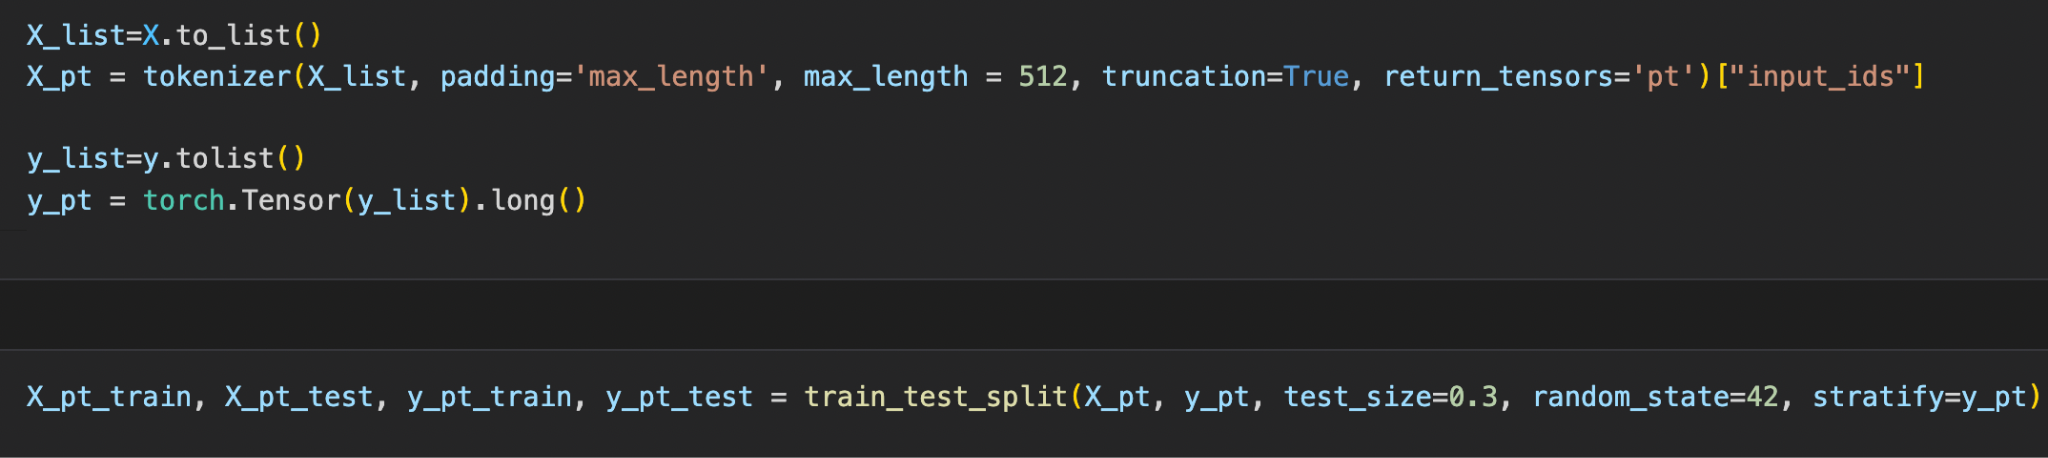 X_list=X.to_list()
X_pt = tokenizer(X_list, padding='max_length', max_length = 512, truncation=True, return_tensors='pt')["input_ids"]
y_list=y.tolist()
y_pt = torch.Tensor(y_list).long()
X_pt_train, X_pt_test, y_pt_train, y_pt_test = train_test_split(X_pt, y_pt, test_size=0.3, random_state=42, stratify=y_pt)